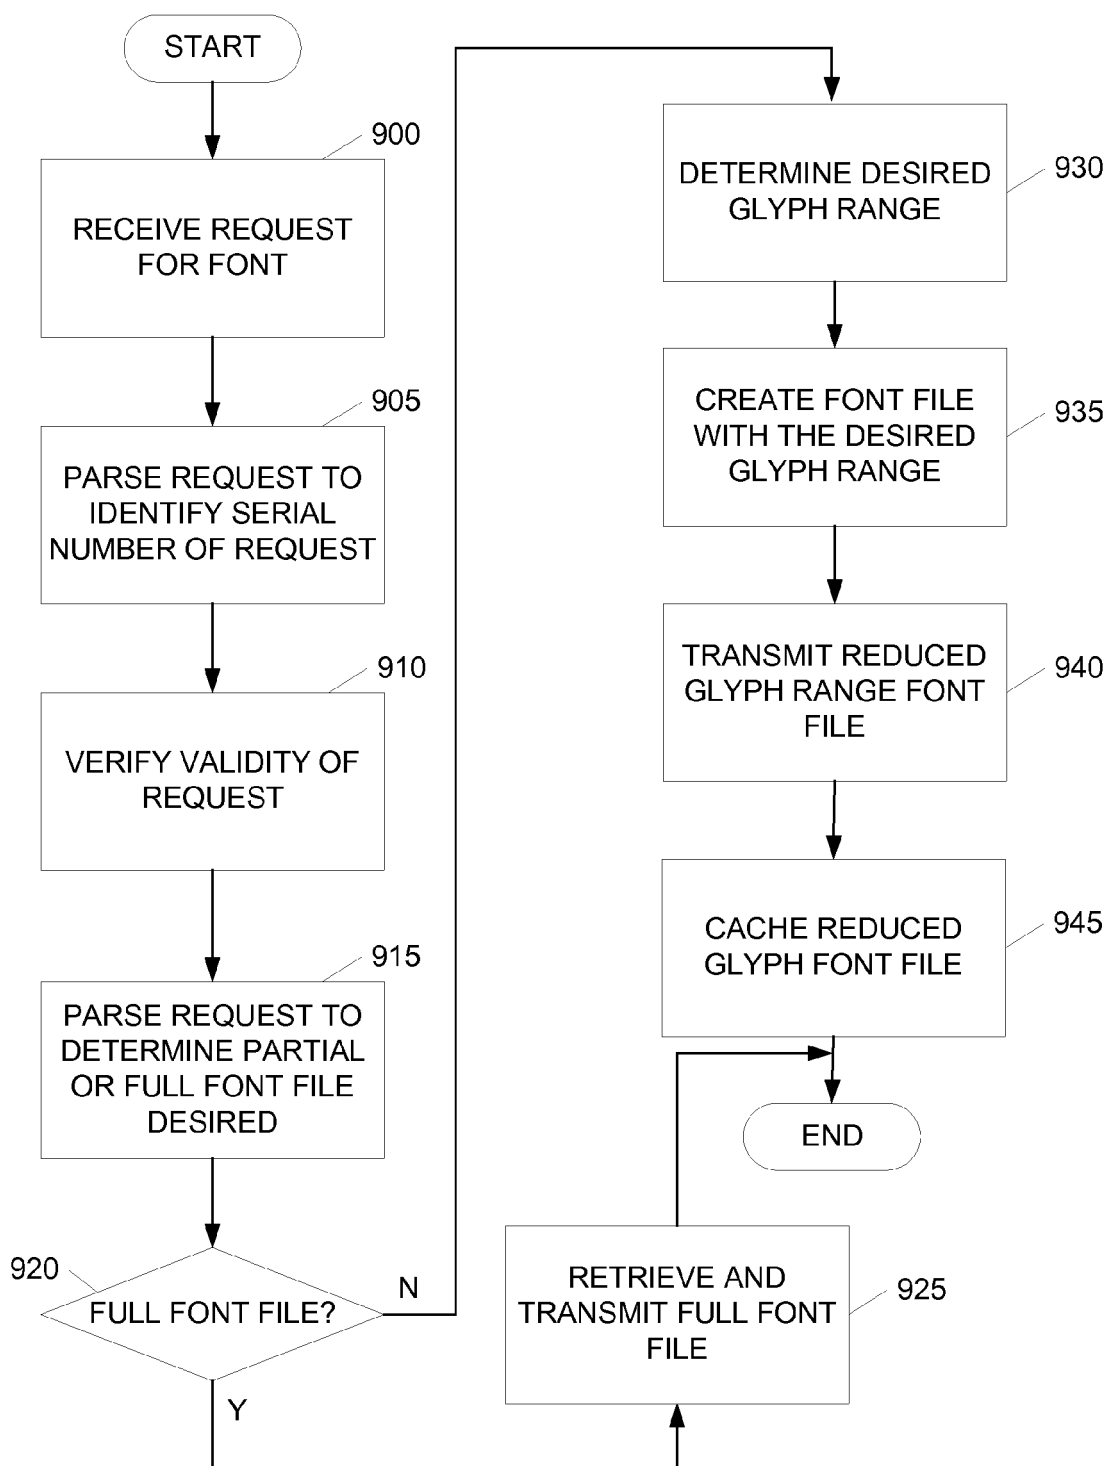 START
900
RECEIVE REQUEST
FOR FONT
905
PARSE REQUEST TO
IDENTIFY SERIAL
NUMBER OF REQUEST
910
VERIFY VALIDITY OF
REQUEST
915
PARSE REQUEST TO
DETERMINE PARTIAL
OR FULL FONT FILE
DESIRED
920
FULL FONT FILE?
N
Y
930
DETERMINE DESIRED
GLYPH RANGE
935
CREATE FONT FILE
WITH THE DESIRED
GLYPH RANGE
940
TRANSMIT REDUCED
GLYPH RANGE FONT
FILE
945
CACHE REDUCED
GLYPH FONT FILE
END
925
RETRIEVE AND
TRANSMIT FULL FONT
FILE